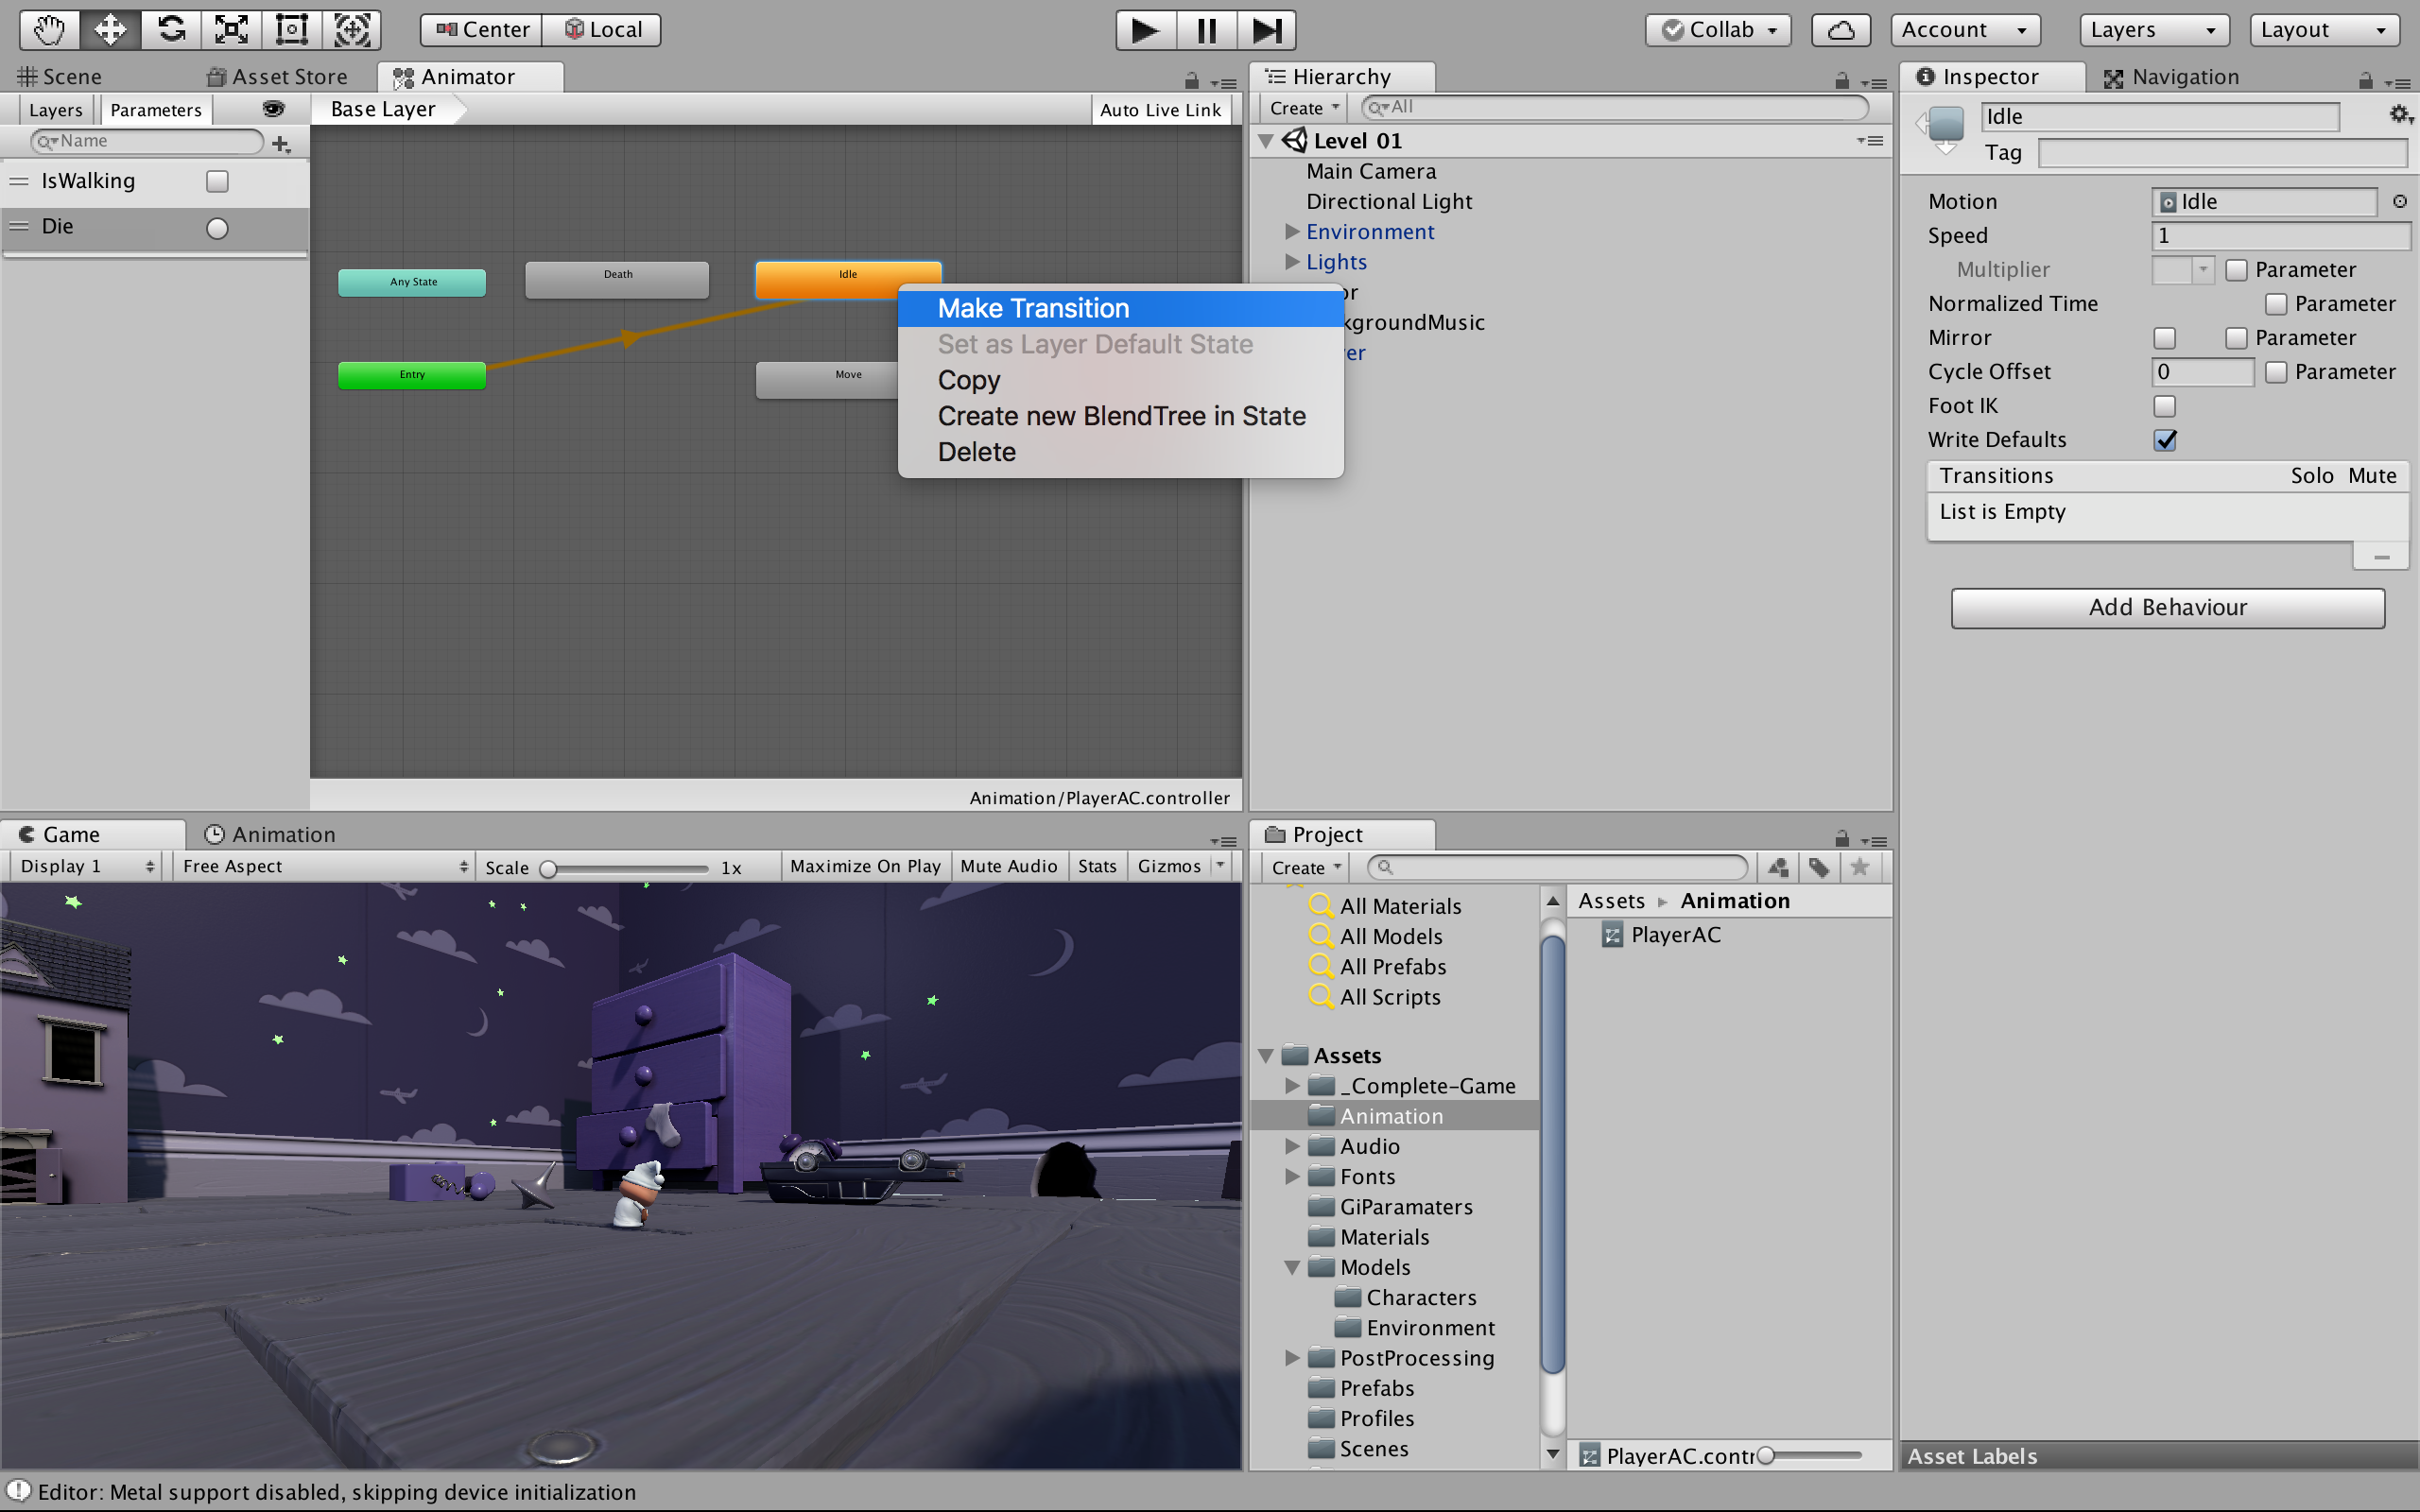 Center Local Collab Account Layers Layout
Scene Asset Store Animator
Layers Parameters Base Layer Auto Live Link
Name
IsWalking
Die
Any State Death Idle
Entry Move
Make Transition
Set as Layer Default State
Copy
Create new BlendTree in State
Delete
Animation/PlayerAC.controller
Hierarchy
Create All
Level 01
Main Camera
Directional Light
Environment
Lights
or
kgroundMusic
er
Inspector Navigation
Idle
Tag
Motion Idle
Speed 1
Multiplier Parameter
Normalized Time Parameter
Mirror Parameter
Cycle Offset 0 Parameter
Foot IK
Write Defaults
Transitions Solo Mute
List is Empty
Add Behaviour
Asset Labels
Game Animation
Display 1 Free Aspect Scale 1x Maximize On Play Mute Audio Stats Gizmos
Project
Create
All Materials
All Models
All Prefabs
All Scripts
Assets
_Complete-Game
Animation
Audio
Fonts
GiParamaters
Materials
Models
Characters
Environment
PostProcessing
Prefabs
Profiles
Scenes
Assets Animation
PlayerAC
PlayerAC.contr
Editor: Metal support disabled, skipping device initialization